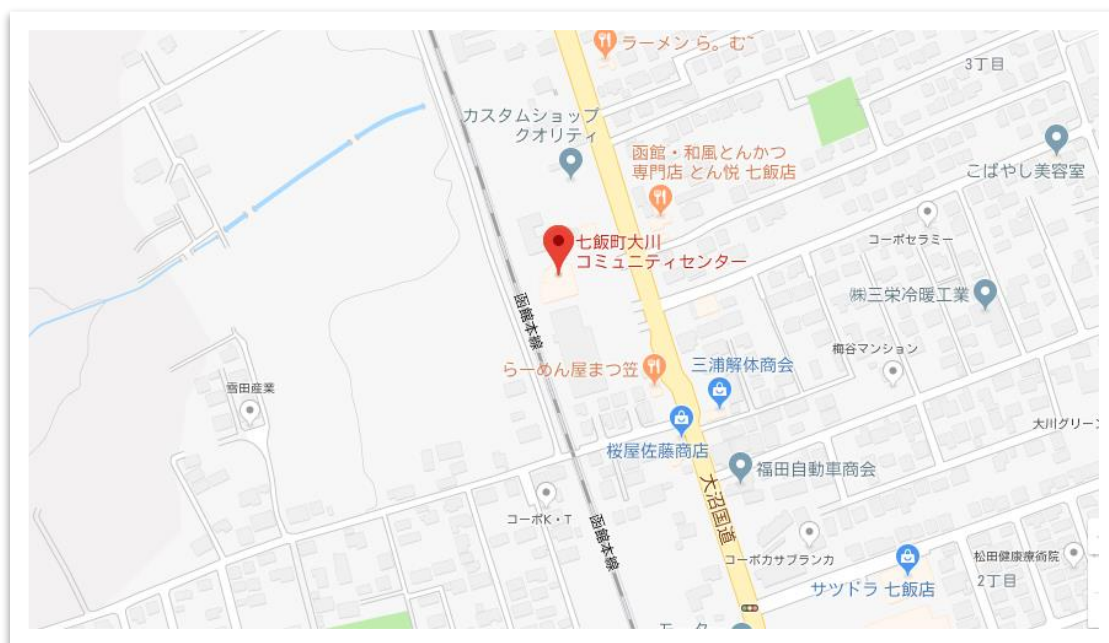 ラーメン ら。む~
3丁目
カスタムショップ
クオリティ
函館・和風とんかつ
専門店 とん悦 七飯店
こばやし美容室
コーポセラミー
七飯町大川
コミュニティセンター
㈱三栄冷暖工業
函館本線
梅谷マンション
らーめん屋まつ笠
三浦解体商会
雪田産業
大川グリーン
桜屋佐藤商店
福田自動車商会
大沼国道
コーポK・T
函館本線
コーポカサブランカ
松田健康療術院
サツドラ 七飯店
2丁目